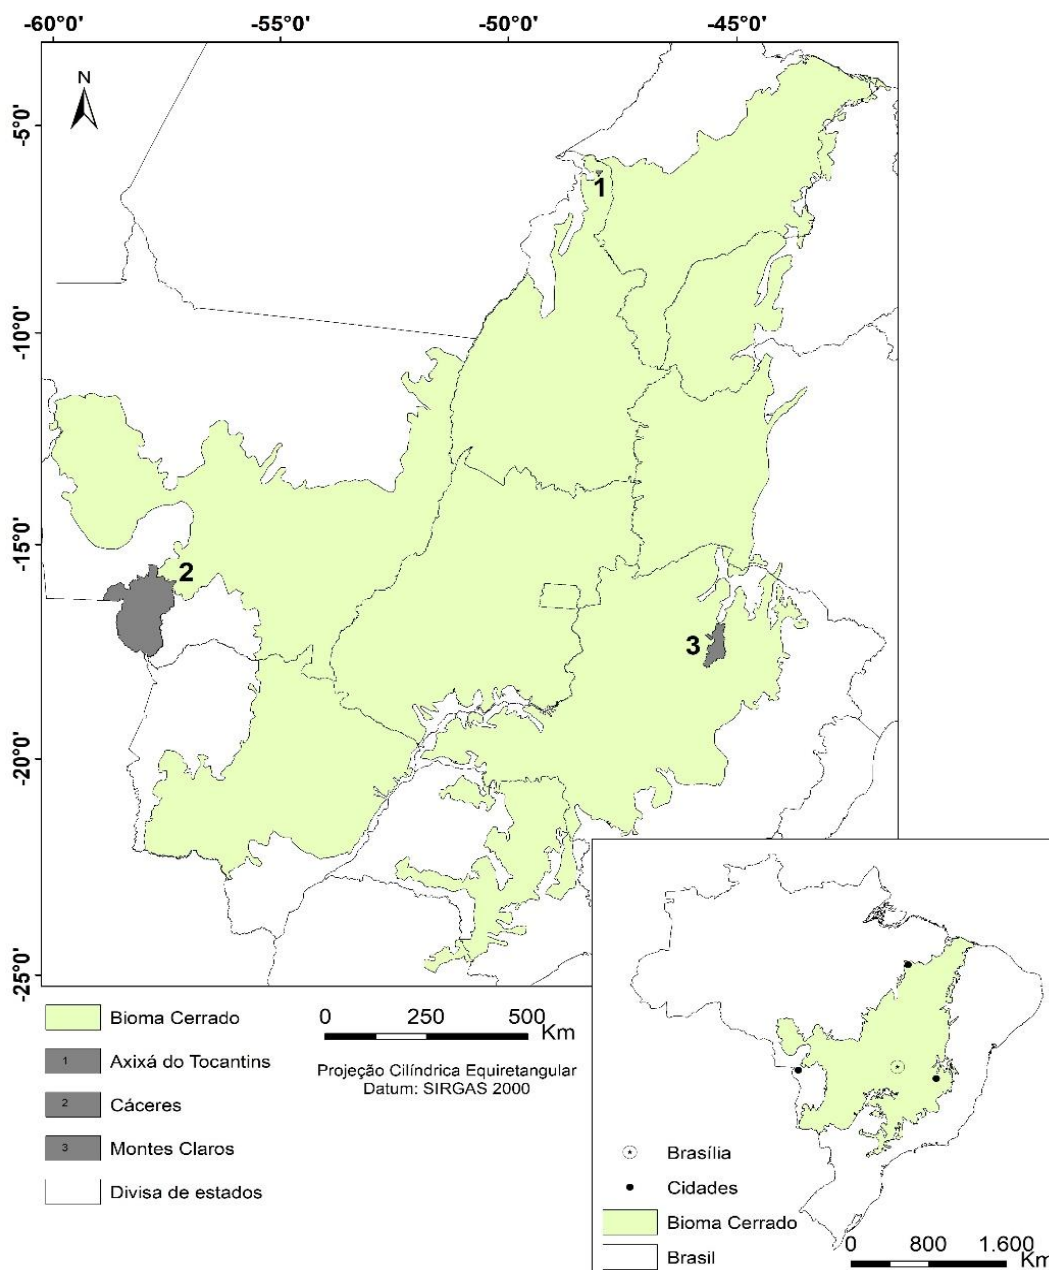 -60°0' -55°0' -50°0' -45°0'
N
-5°0'
1
-10°0'
-15°0'
2
3
-20°0'
-25°0'
Bioma Cerrado
1 Axixá do Tocantins
2 Cáceres
3 Montes Claros
Divisa de estados
0 250 500 Km
Projeção Cilíndrica Equiretangular
Datum: SIRGAS 2000
Brasília
Cidades
Bioma Cerrado
Brasil
0 800 1.600 Km